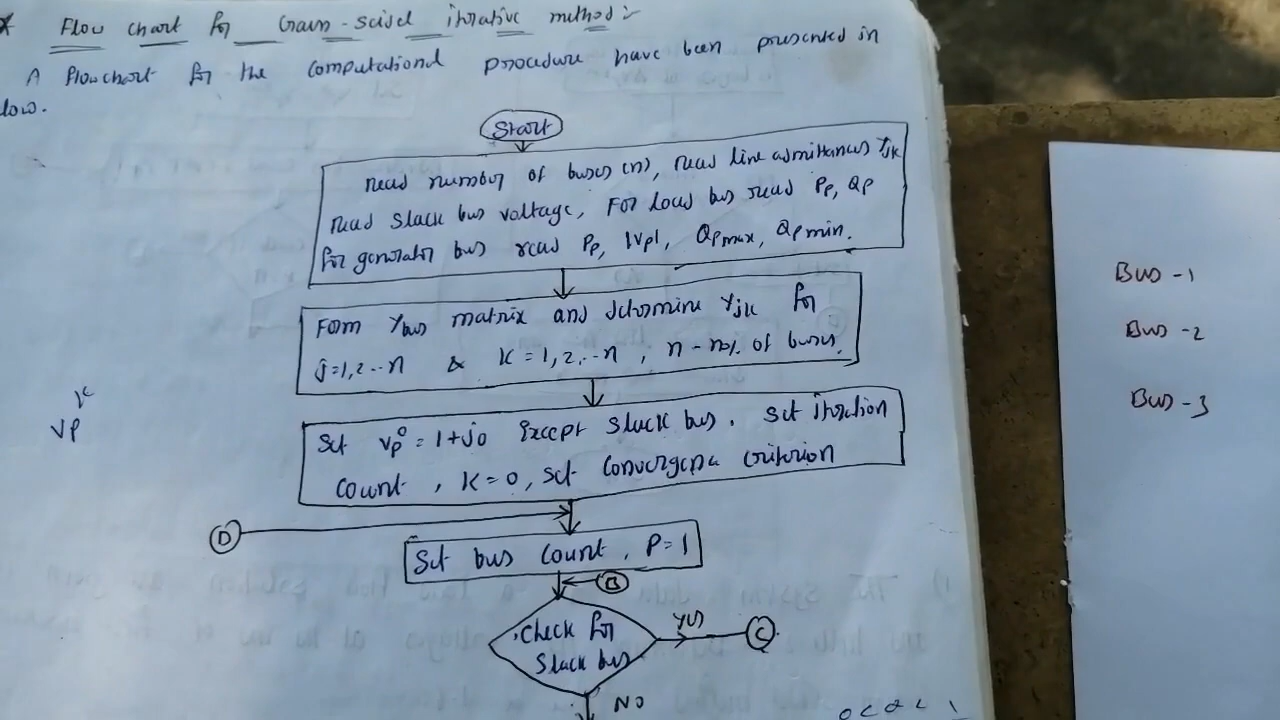 Flow chart for Gauss-seisel iterative method:-
A flowchart for the computational procedure have been presented in
low.
Start
read number of buses (n), read line admittances Yjk
read slack bus voltage, For load bus read Pp, Qp
for generator bus read Pp, |Vp|, Qpmax, Qpmin.
Form Ybus matrix and determine Yjk for
j=1,2...n & K=1,2,...n, n - no% of buses.
Set Vp⁰ = 1+j0 except slack bus. Set iteration
count, K=0, set convergence criterion
Vp^K
D
Set bus count, P=1
B
Check for
slack bus
yes
C
NO
Bus -1
Bus -2
Bus -3